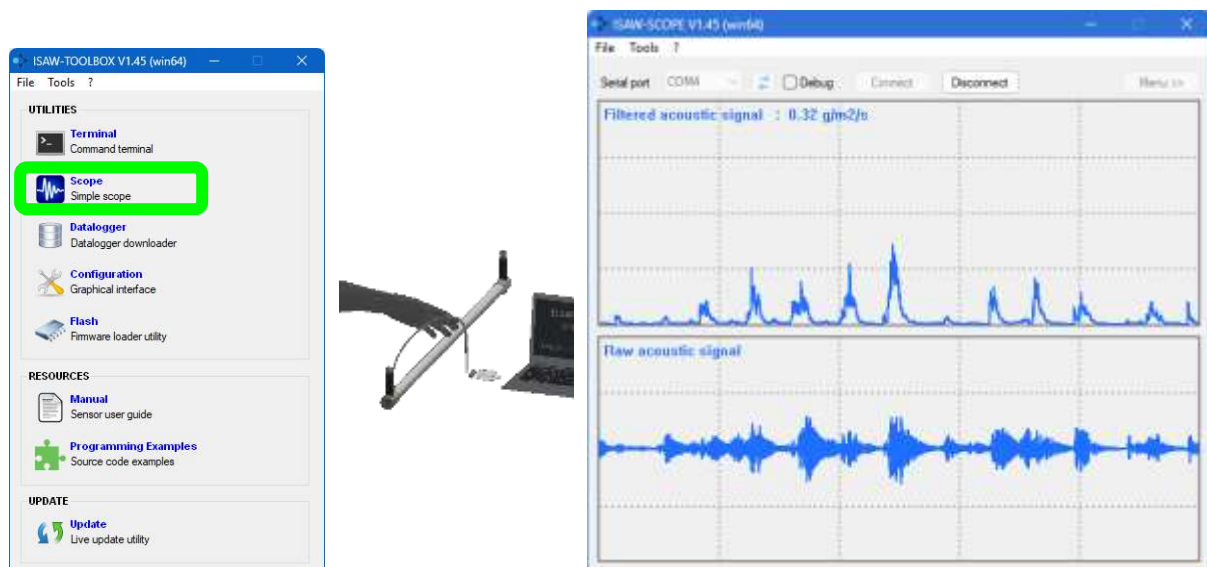 ISAW-TOOLBOX V1.45 (win64)
File Tools ?
UTILITIES
Terminal
Command terminal
Scope
Simple scope
Datalogger
Datalogger downloader
Configuration
Graphical interface
Flash
Firmware loader utility
RESOURCES
Manual
Sensor user guide
Programming Examples
Source code examples
UPDATE
Update
Live update utility
ISAW-SCOPE V1.45 (win64)
File Tools ?
Serial port COM4 Debug Connect Disconnect Menu >>
Filtered acoustic signal : 0.32 g/m2/s
Raw acoustic signal